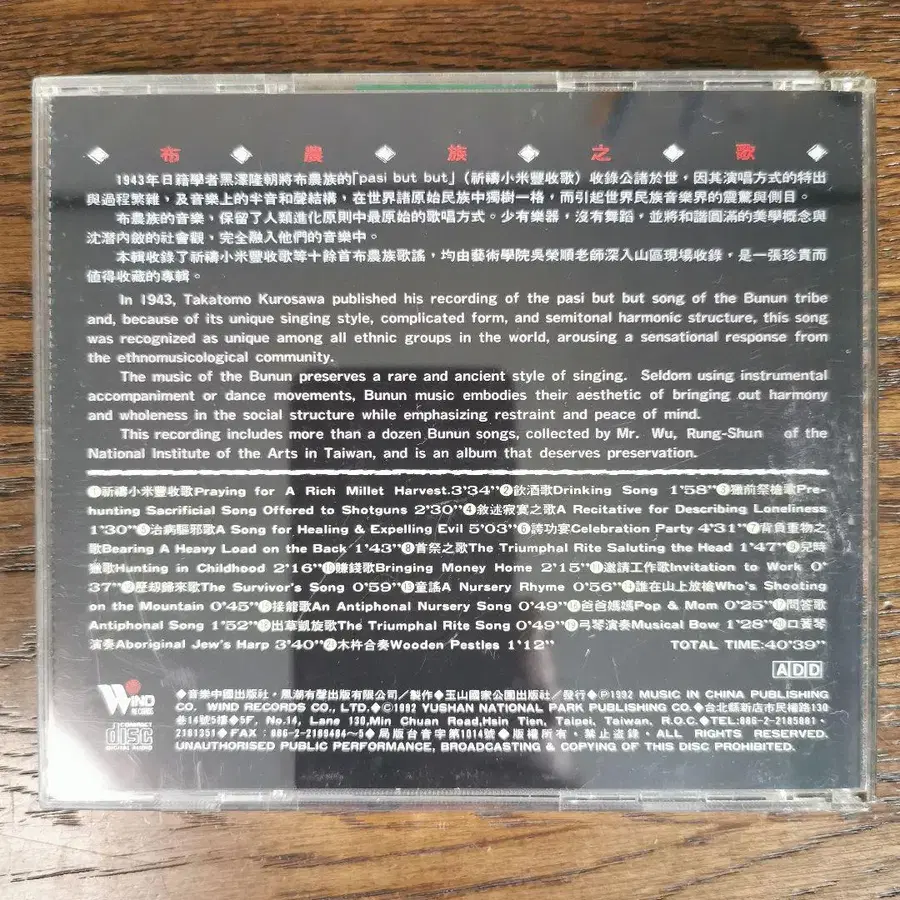 ◈ 布 ◈ 農 ◈ 族 ◈ 之 ◈ 歌 ◈
1943年日籍學者黑澤隆朝將布農族的「pasi but but」(祈禱小米豐收歌)收錄公諸於世,因其演唱方式的特出
與過程繁雜,及音樂上的半音和聲結構,在世界諸原始民族中獨樹一格,而引起世界民族音樂界的震驚與側目。
布農族的音樂,保留了人類進化原則中最原始的歌唱方式。少有樂器,沒有舞蹈,並將和諧圓滿的美學概念與
沈潛內斂的社會觀,完全融入他們的音樂中。
本輯收錄了祈禱小米豐收歌等十餘首布農族歌謠,均由藝術學院吳榮順老師深入山區現場收錄,是一張珍貴而
值得收藏的專輯。
In 1943, Takatomo Kurosawa published his recording of the pasi but but song of the Bunun tribe
and, because of its unique singing style, complicated form, and semitonal harmonic structure, this song
was recognized as unique among all ethnic groups in the world, arousing a sensational response from
the ethnomusicological community.
The music of the Bunun preserves a rare and ancient style of singing. Seldom using instrumental
accompaniment or dance movements, Bunun music embodies their aesthetic of bringing out harmony
and wholeness in the social structure while emphasizing restraint and peace of mind.
This recording includes more than a dozen Bunun songs, collected by Mr. Wu, Rung-Shun of the
National Institute of the Arts in Taiwan, and is an album that deserves preservation.
❶祈禱小米豐收歌Praying for A Rich Millet Harvest.3'34"❷飲酒歌Drinking Song 1'58"❸獵前祭槍歌Pre-
hunting Sacrificial Song Offered to Shotguns 2'30"❹敘述寂寞之歌A Recitative for Describing Loneliness
1'30"❺治病驅邪歌A Song for Healing & Expelling Evil 5'03"❻誇功宴Celebration Party 4'31"❼背負重物之
歌Bearing A Heavy Load on the Back 1'43"❽首祭之歌The Triumphal Rite Saluting the Head 1'47"❾兒時
獵歌Hunting in Childhood 2'16"❿賺錢歌Bringing Money Home 2'15"⓫邀請工作歌Invitation to Work 0'
37"⓬歷劫歸來歌The Survivor's Song 0'59"⓭童謠A Nursery Rhyme 0'56"⓮誰在山上放槍Who's Shooting
on the Mountain 0'45"⓯接龍歌An Antiphonal Nursery Song 0'49"⓰爸爸媽媽Pop & Mom 0'25"⓱問答歌
Antiphonal Song 1'52"⓲出草凱旋歌The Triumphal Rite Song 0'49"⓳弓琴演奏Musical Bow 1'28"⓴口簧琴
演奏Aboriginal Jew's Harp 3'40"㉑木杵合奏Wooden Pestles 1'12" TOTAL TIME:40'39"
ADD
WIND RECORDS
COMPACT disc DIGITAL AUDIO
◆音樂中國出版社·風潮有聲出版有限公司/製作◆玉山國家公園出版社/發行◆Ⓟ1992 MUSIC IN CHINA PUBLISHING
CO. WIND RECORDS CO., LTD.◆©1992 YUSHAN NATIONAL PARK PUBLISHING CO.◆台北縣新店市民權路130
巷14號5樓◆5F, No.14, Lane 130,Min Chuan Road,Hsin Tien, Taipei, Taiwan, R.O.C.◆TEL:886-2-2185881·
2181351◆FAX:886-2-2189484~5◆局版台音字第1014號◆版權所有·禁止盜錄·ALL RIGHTS RESERVED.
UNAUTHORISED PUBLIC PERFORMANCE, BROADCASTING & COPYING OF THIS DISC PROHIBITED.